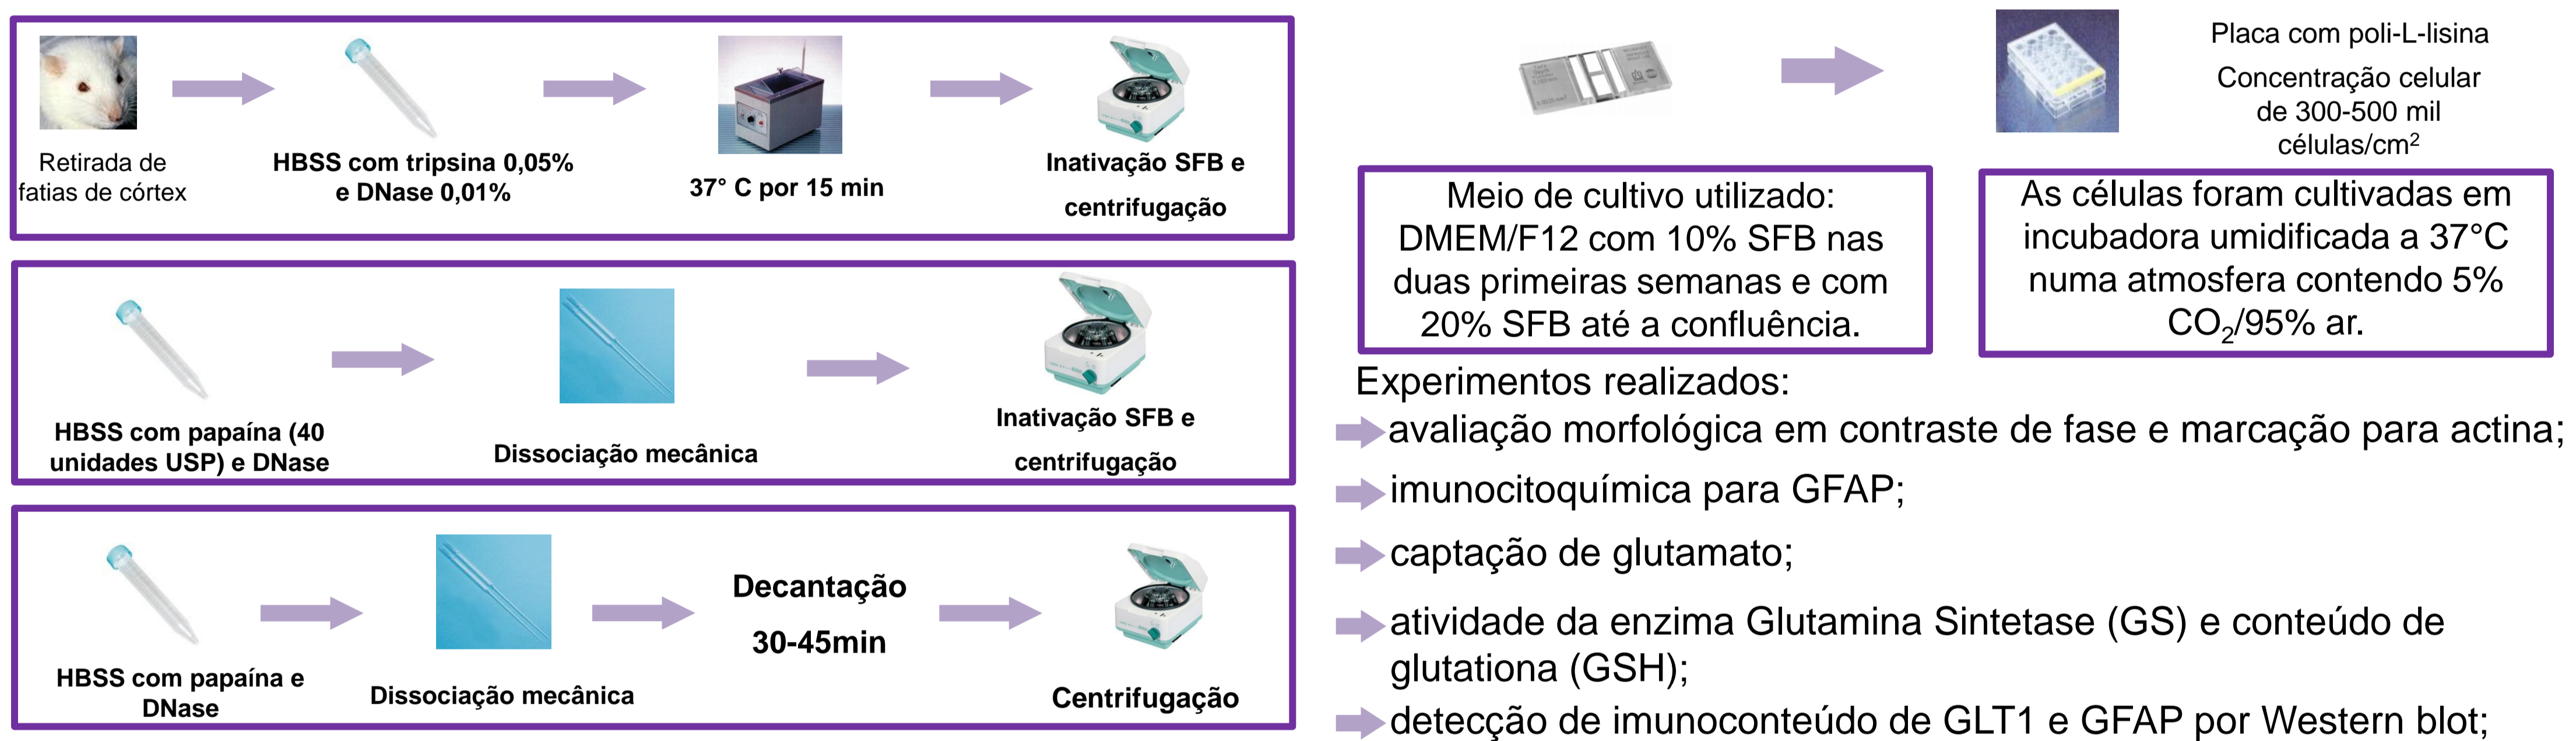 Retirada de
fatias de córtex
HBSS com tripsina 0,05%
e DNase 0,01%
37° C por 15 min
Inativação SFB e
centrifugação
HBSS com papaína (40
unidades USP) e DNase
Dissociação mecânica
Inativação SFB e
centrifugação
HBSS com papaína e
DNase
Dissociação mecânica
Decantação
30-45min
Centrifugação
Placa com poli-L-lisina
Concentração celular
de 300-500 mil
células/cm²
Meio de cultivo utilizado:
DMEM/F12 com 10% SFB nas
duas primeiras semanas e com
20% SFB até a confluência.
As células foram cultivadas em
incubadora umidificada a 37°C
numa atmosfera contendo 5%
CO₂/95% ar.
Experimentos realizados:
avaliação morfológica em contraste de fase e marcação para actina;
imunocitoquímica para GFAP;
captação de glutamato;
atividade da enzima Glutamina Sintetase (GS) e conteúdo de
glutationa (GSH);
detecção de imunoconteúdo de GLT1 e GFAP por Western blot;